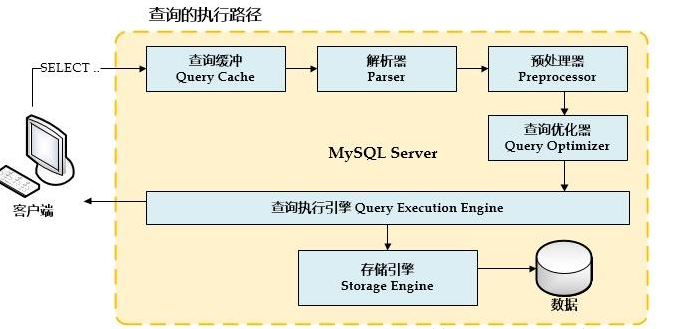 查询的执行路径
SELECT ..
查询缓冲
Query Cache
解析器
Parser
预处理器
Preprocessor
查询优化器
Query Optimizer
MySQL Server
客户端
查询执行引擎 Query Execution Engine
存储引擎
Storage Engine
数据